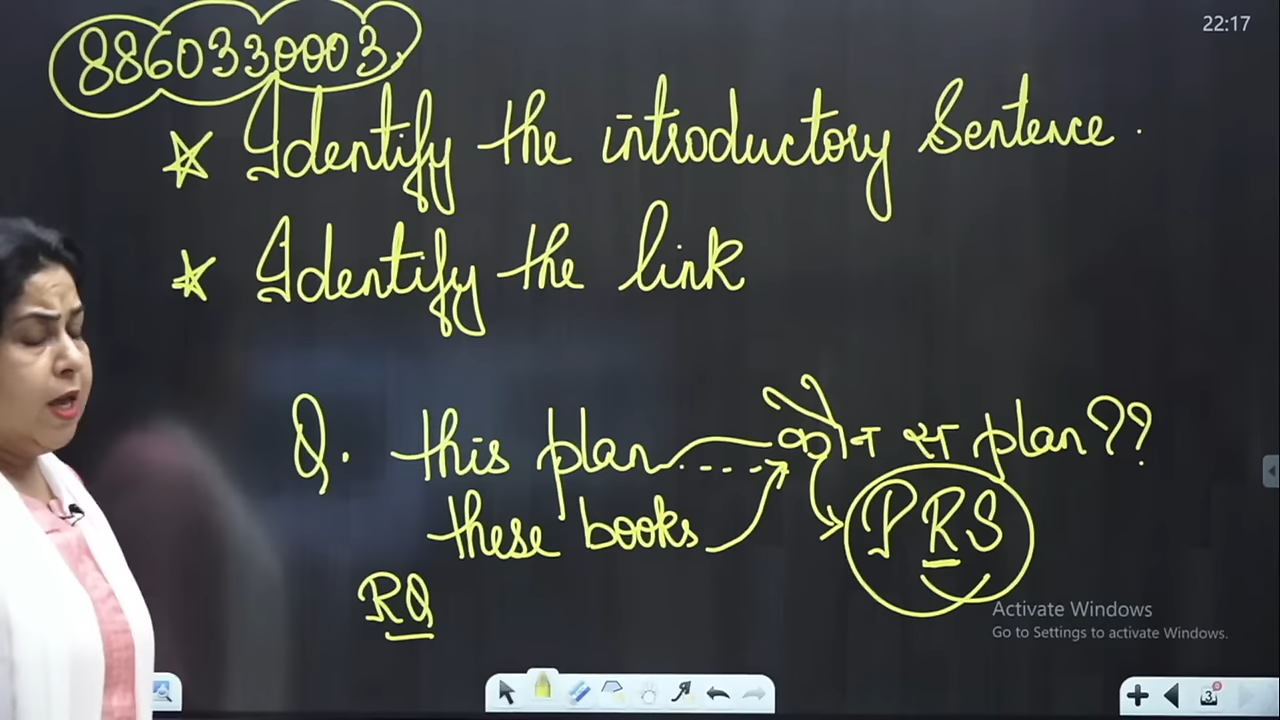 22:17
8860330003
☆ Identify the introductory Sentence.
☆ Identify the link
Q. this plan कौन सा plan??
these books
PRS
RQ
Activate Windows
Go to Settings to activate Windows.
3